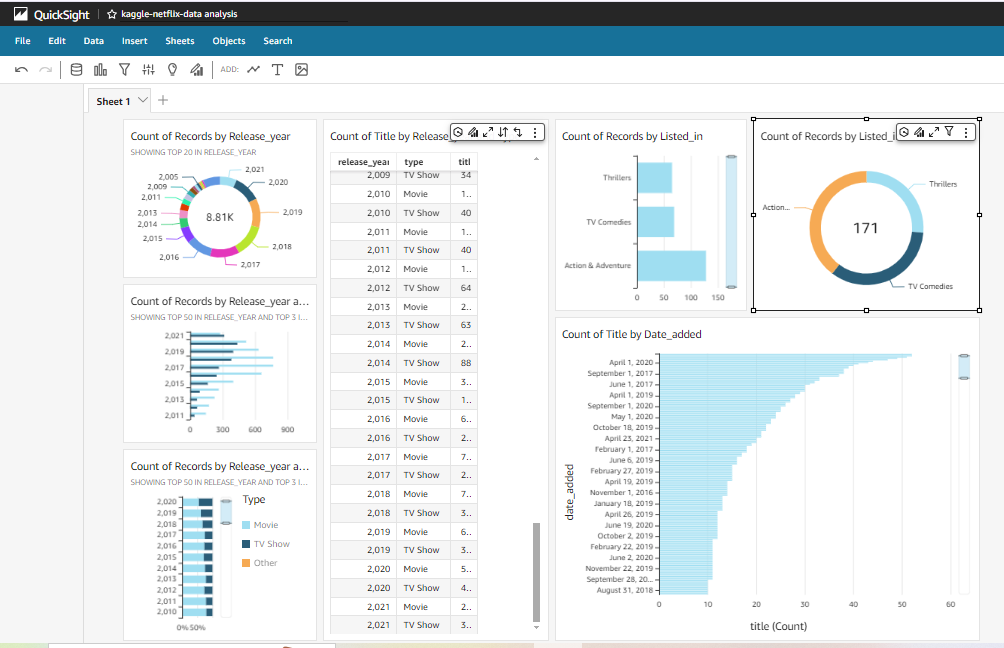 QuickSight
kaggle-netflix-data analysis
File Edit Data Insert Sheets Objects Search
ADD:
Sheet 1
Count of Records by Release_year
SHOWING TOP 20 IN RELEASE_YEAR
2,021
2,020
2,019
2,018
2,017
2,016
2,015
2,014
2,013
2,011
2,009
2,005
8.81K
Count of Records by Release_year a...
SHOWING TOP 50 IN RELEASE_YEAR AND TOP 3 I...
2,021
2,019
2,017
2,015
2,013
2,011
0 300 600 900
Count of Records by Release_year a...
SHOWING TOP 50 IN RELEASE_YEAR AND TOP 3 I...
2,020
2,019
2,018
2,017
2,016
2,015
2,014
2,013
2,012
2,011
2,010
0% 50%
Type
Movie
TV Show
Other
Count of Title by Release
release_year type titl
2,009 TV Show 34
2,010 Movie 1..
2,010 TV Show 40
2,011 Movie 1..
2,011 TV Show 40
2,012 Movie 1..
2,012 TV Show 64
2,013 Movie 2..
2,013 TV Show 63
2,014 Movie 2..
2,014 TV Show 88
2,015 Movie 3..
2,015 TV Show 1..
2,016 Movie 6..
2,016 TV Show 2..
2,017 Movie 7..
2,017 TV Show 2..
2,018 Movie 7..
2,018 TV Show 3..
2,019 Movie 6..
2,019 TV Show 3..
2,020 Movie 5..
2,020 TV Show 4..
2,021 Movie 2..
2,021 TV Show 3..
Count of Records by Listed_in
Thrillers
TV Comedies
Action & Adventure
0 50 100 150
Count of Records by Listed_i
Thrillers
Action...
171
TV Comedies
Count of Title by Date_added
date_added
April 1, 2020
September 1, 2017
June 1, 2017
April 1, 2019
September 1, 2020
May 1, 2020
October 18, 2019
April 23, 2021
February 1, 2017
June 6, 2019
February 27, 2019
April 19, 2019
November 1, 2016
January 18, 2019
April 26, 2019
June 19, 2020
October 2, 2019
February 22, 2019
June 2, 2020
November 22, 2019
September 28, 20...
August 31, 2018
0 10 20 30 40 50 60
title (Count)